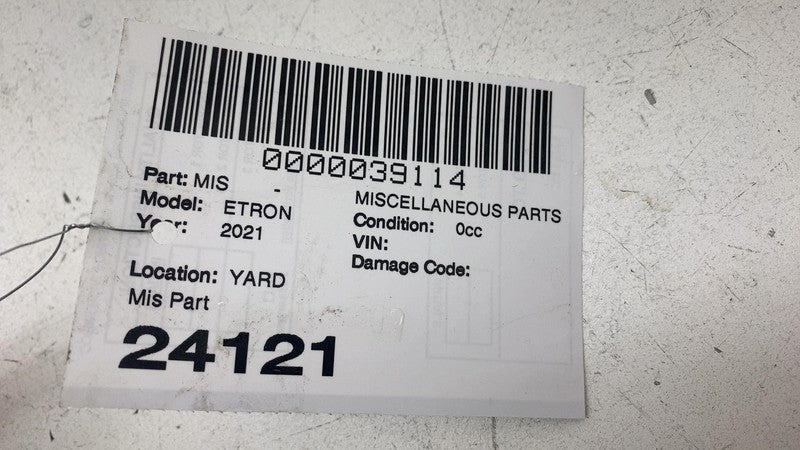 0000039114
Part: MIS -
MISCELLANEOUS PARTS
Model: ETRON
Condition: 0cc
Year: 2021
VIN:
Damage Code:
Location: YARD
Mis Part
24121